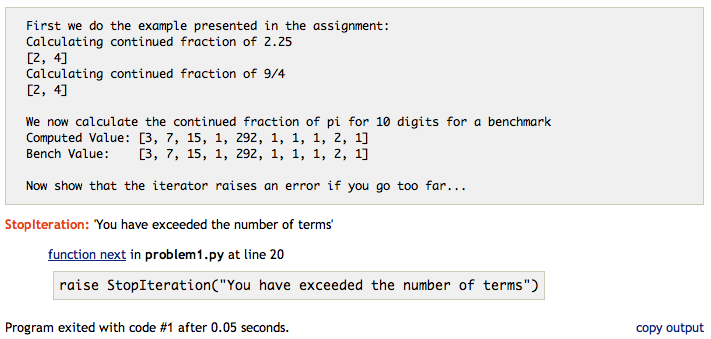 First we do the example presented in the assignment:
Calculating continued fraction of 2.25
[2, 4]
Calculating continued fraction of 9/4
[2, 4]
We now calculate the continued fraction of pi for 10 digits for a benchmark
Computed Value: [3, 7, 15, 1, 292, 1, 1, 1, 2, 1]
Bench Value:    [3, 7, 15, 1, 292, 1, 1, 1, 2, 1]
Now show that the iterator raises an error if you go too far...
StopIteration: 'You have exceeded the number of terms'
function next in problem1.py at line 20
raise StopIteration("You have exceeded the number of terms")
Program exited with code #1 after 0.05 seconds. copy output